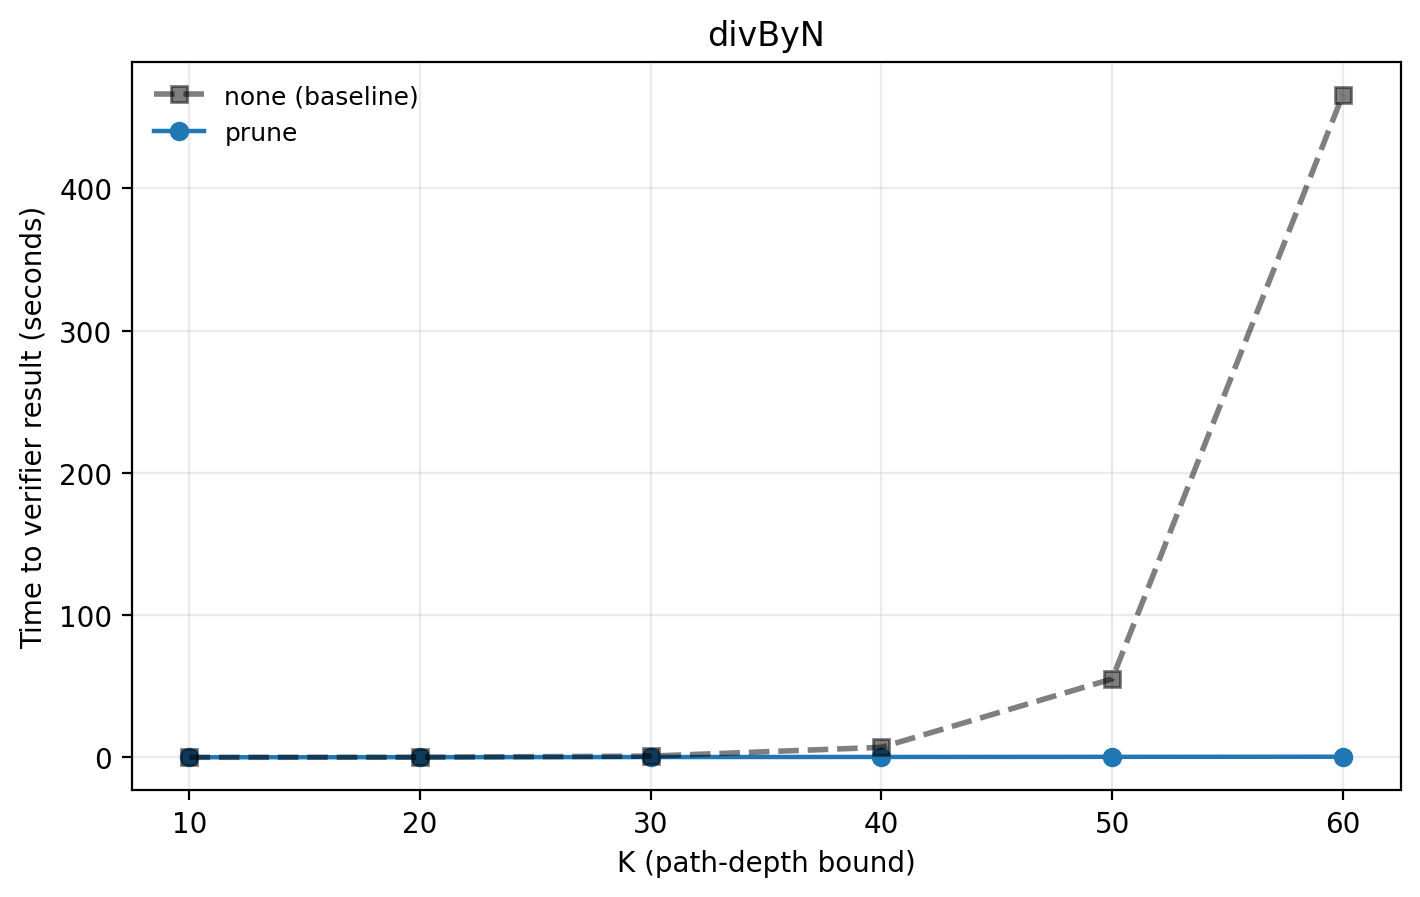 divByN
none (baseline)
prune
Time to verifier result (seconds)
400
300
200
100
0
10 20 30 40 50 60
K (path-depth bound)